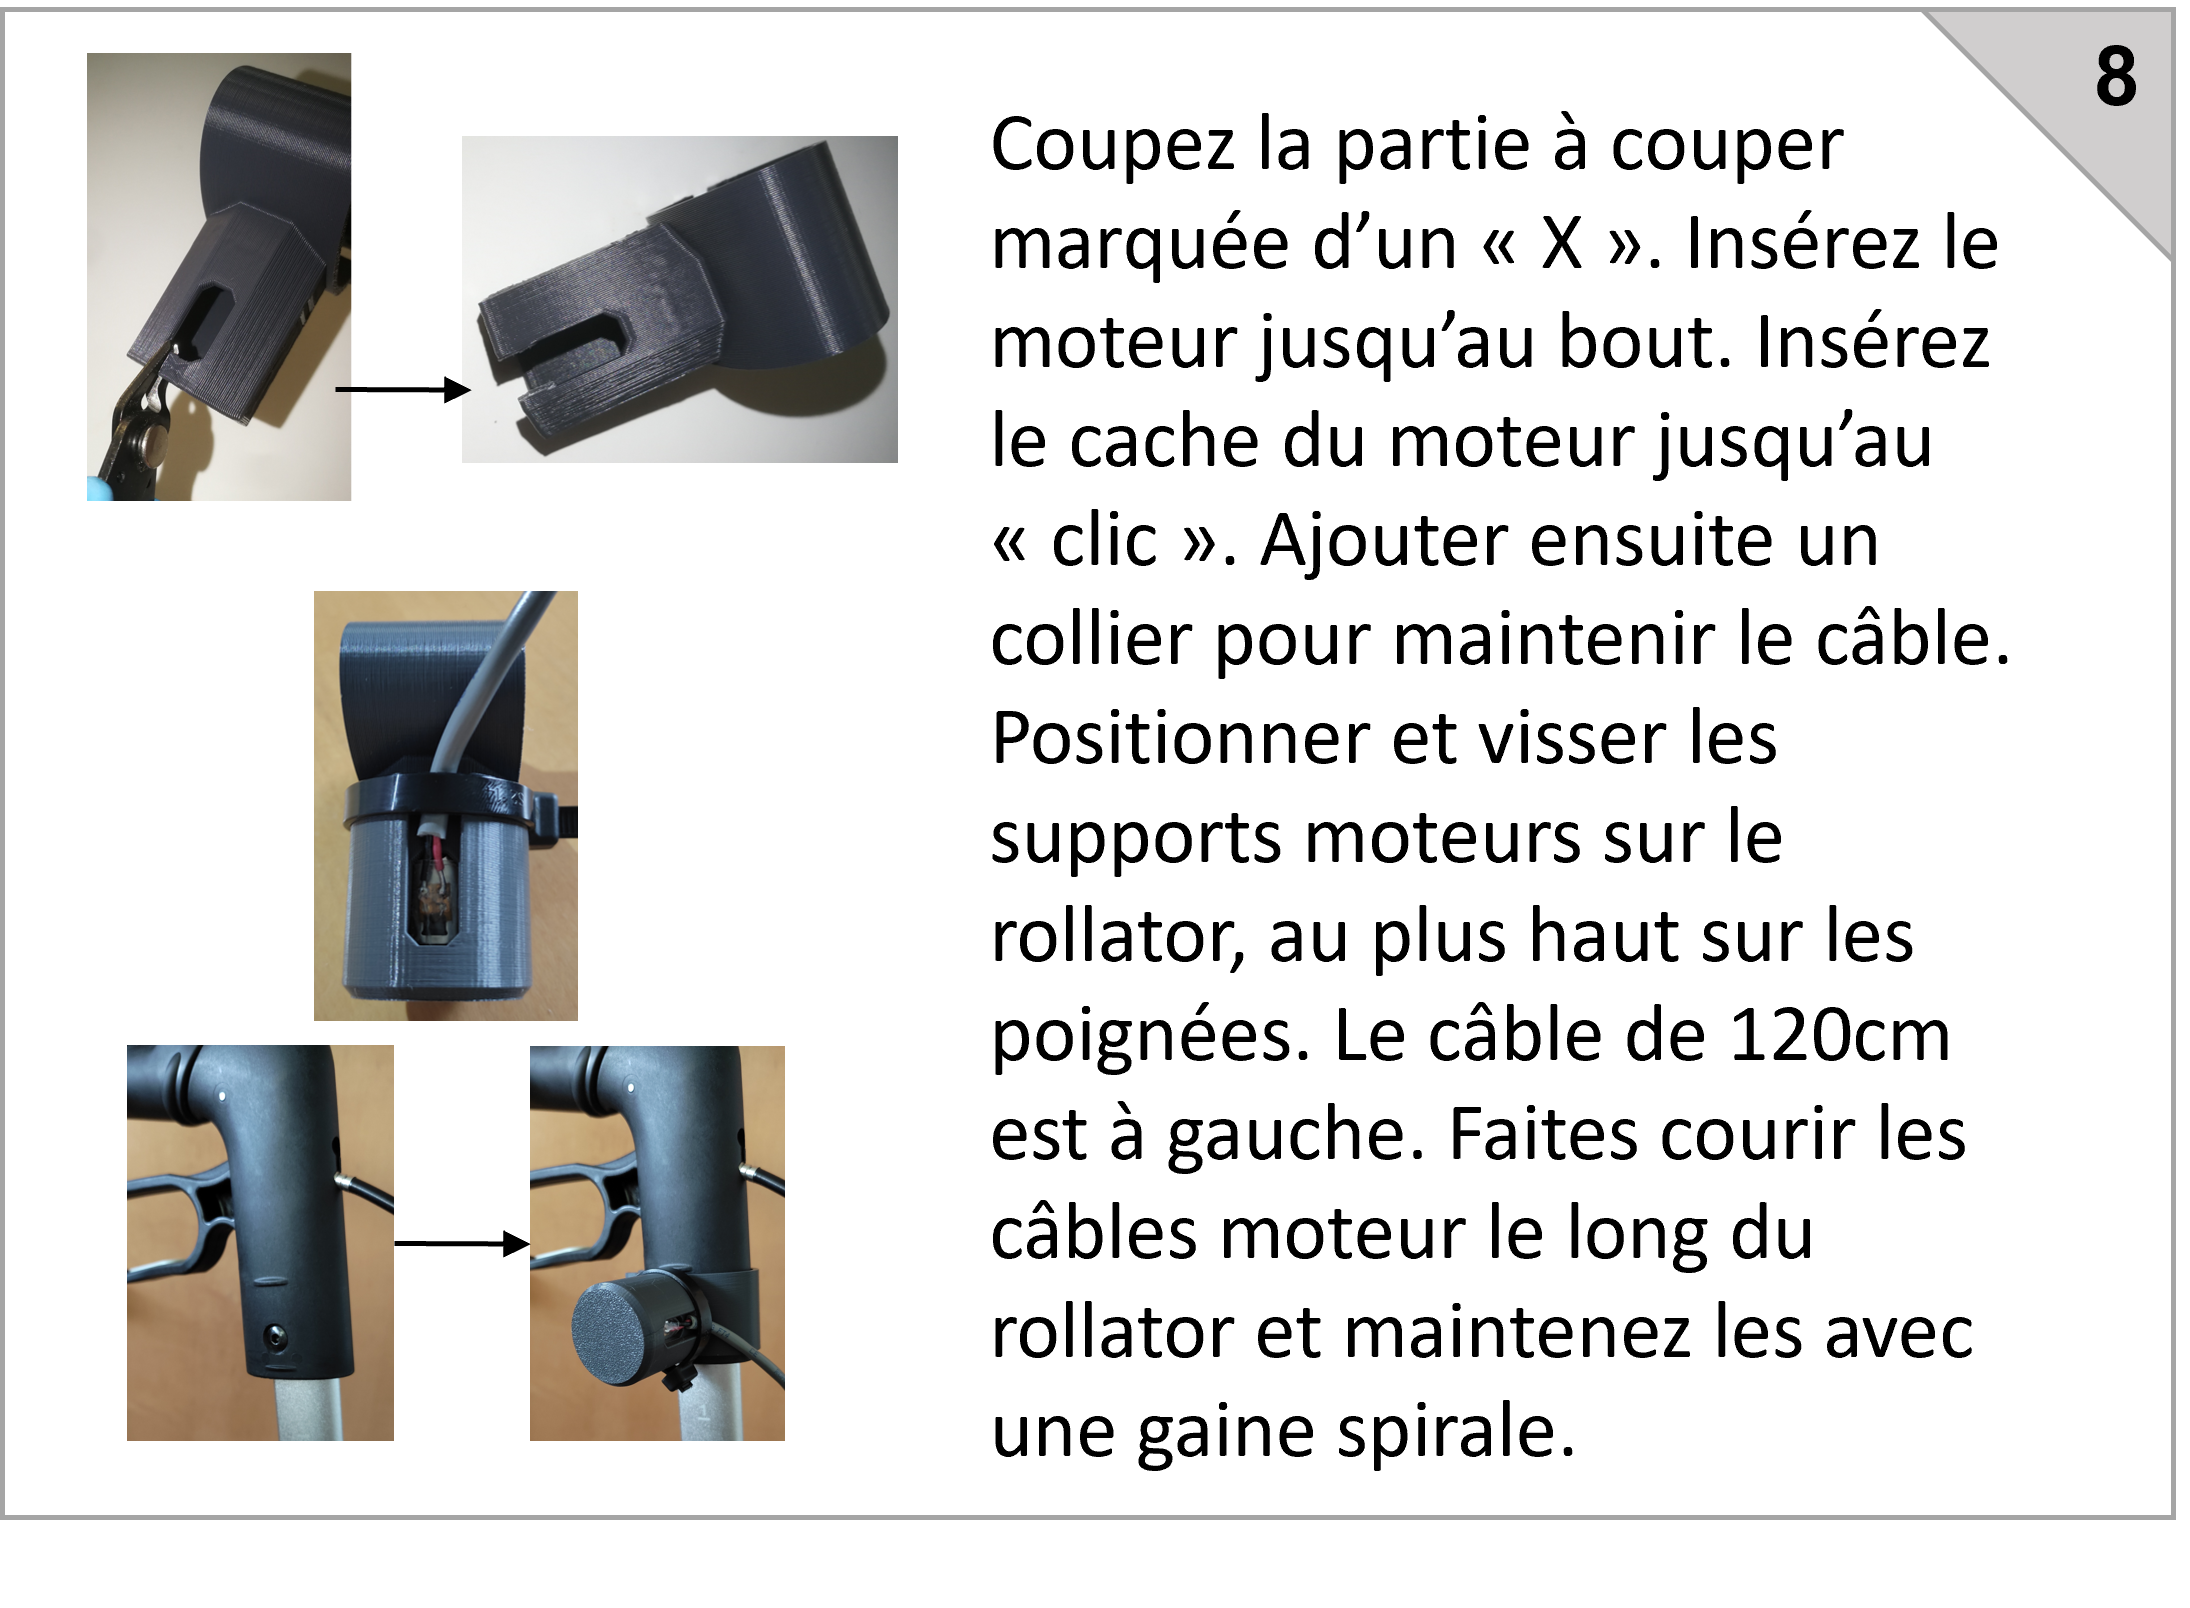 8
Coupez la partie à couper
marquée d’un « X ». Insérez le
moteur jusqu’au bout. Insérez
le cache du moteur jusqu’au
« clic ». Ajouter ensuite un
collier pour maintenir le câble.
Positionner et visser les
supports moteurs sur le
rollator, au plus haut sur les
poignées. Le câble de 120cm
est à gauche. Faites courir les
câbles moteur le long du
rollator et maintenez les avec
une gaine spirale.
1